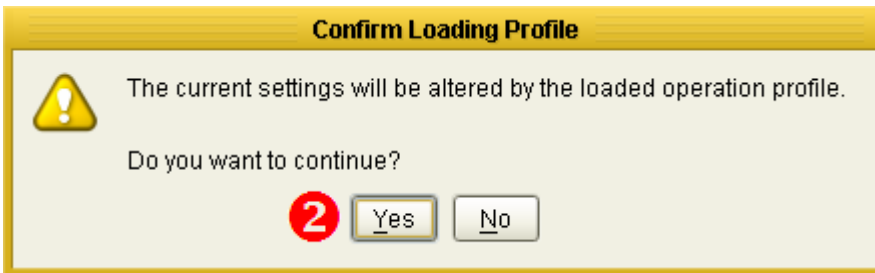 Confirm Loading Profile
The current settings will be altered by the loaded operation profile.
Do you want to continue?
2 Yes No